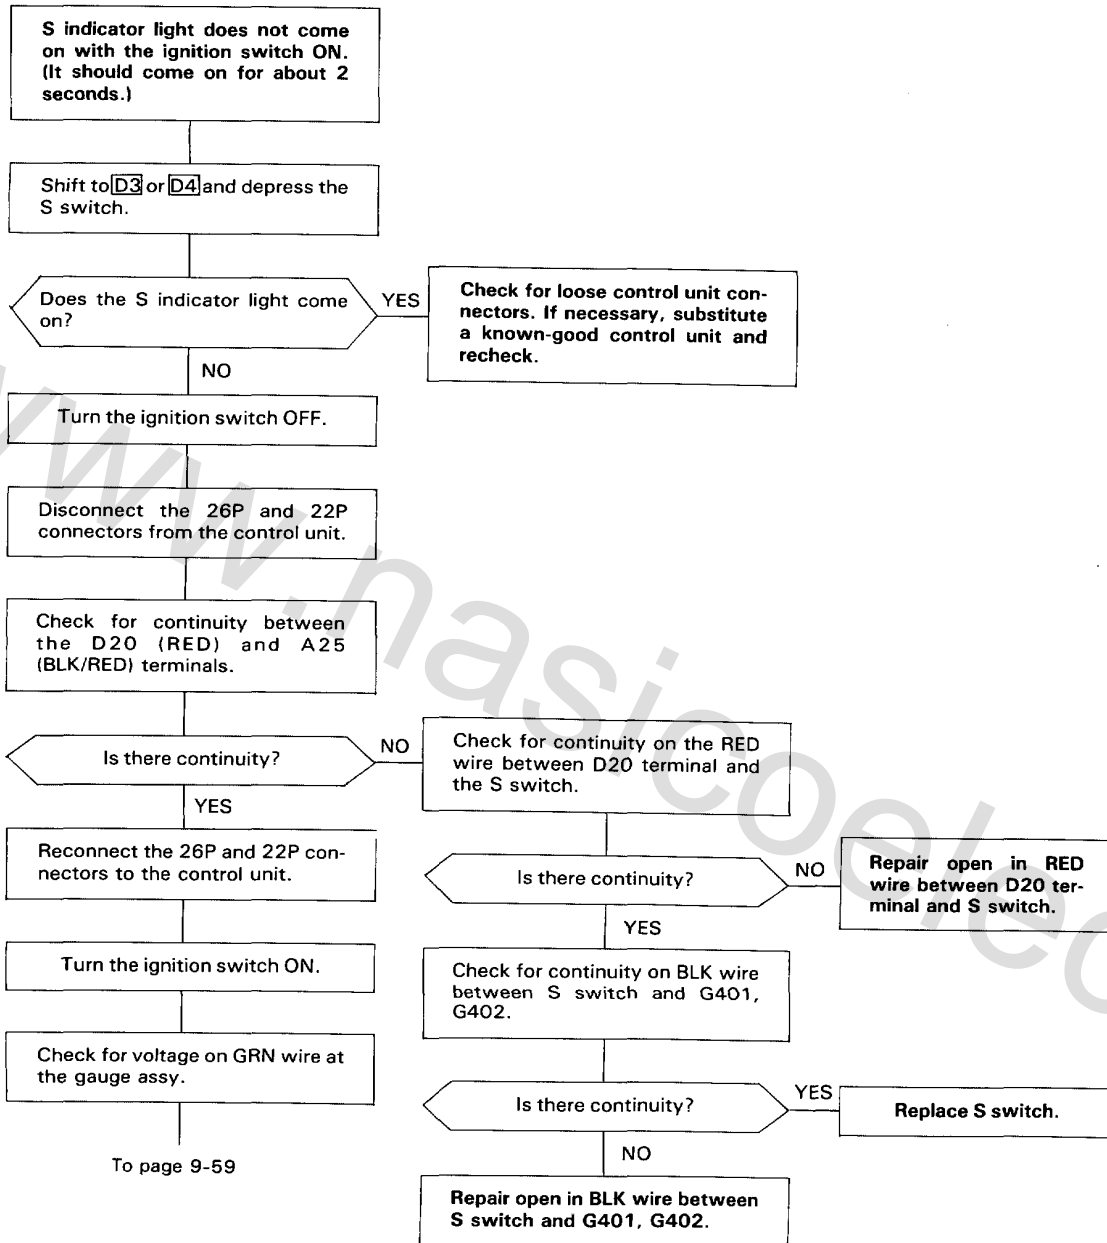 S indicator light does not come
on with the ignition switch ON.
(It should come on for about 2
seconds.)
Shift to D3 or D4 and depress the
S switch.
Does the S indicator light come
on?
YES
Check for loose control unit con-
nectors. If necessary, substitute
a known-good control unit and
recheck.
NO
Turn the ignition switch OFF.
Disconnect the 26P and 22P
connectors from the control unit.
Check for continuity between
the D20 (RED) and A25
(BLK/RED) terminals.
Is there continuity?
NO
Check for continuity on the RED
wire between D20 terminal and
the S switch.
YES
Reconnect the 26P and 22P con-
nectors to the control unit.
Is there continuity?
NO
Repair open in RED
wire between D20 ter-
minal and S switch.
YES
Turn the ignition switch ON.
Check for continuity on BLK wire
between S switch and G401,
G402.
Check for voltage on GRN wire at
the gauge assy.
Is there continuity?
YES
Replace S switch.
To page 9-59
NO
Repair open in BLK wire between
S switch and G401, G402.
www.nasicoelec